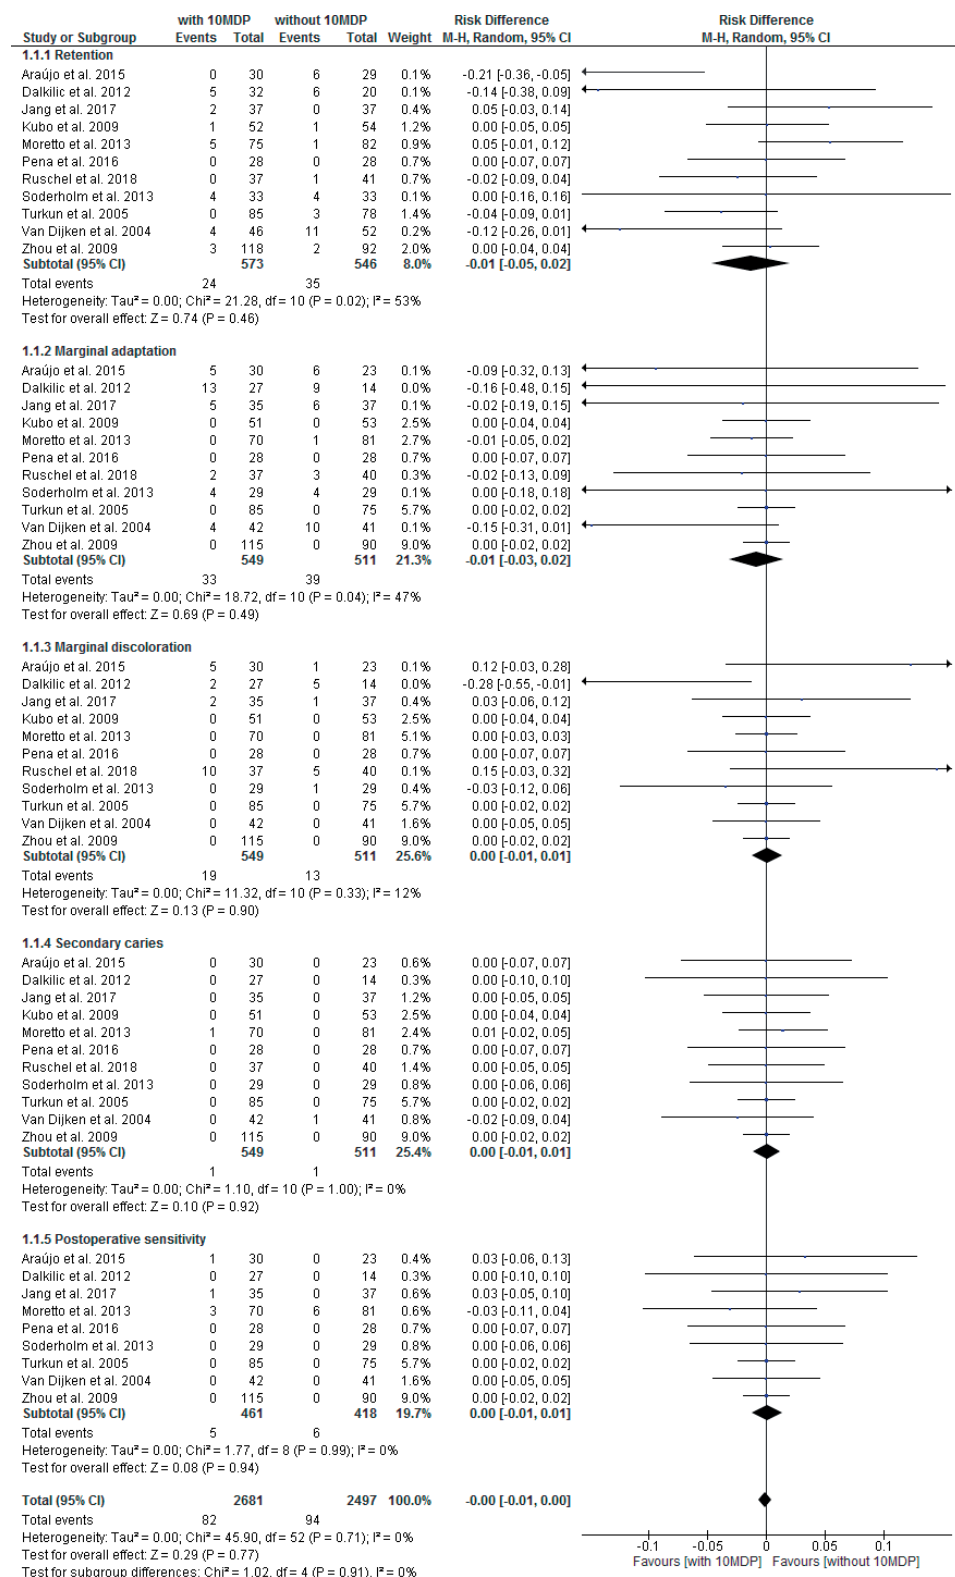 with 10MDP without 10MDP Risk Difference Risk Difference
Study or Subgroup Events Total Events Total Weight M-H, Random, 95% CI M-H, Random, 95% CI
1.1.1 Retention
Araújo et al. 2015 0 30 6 29 0.1% -0.21 [-0.36, -0.05]
Dalkilic et al. 2012 5 32 6 20 0.1% -0.14 [-0.38, 0.09]
Jang et al. 2017 2 37 0 37 0.4% 0.05 [-0.03, 0.14]
Kubo et al. 2009 1 52 1 54 1.2% 0.00 [-0.05, 0.05]
Moretto et al. 2013 5 75 1 82 0.9% 0.05 [-0.01, 0.12]
Pena et al. 2016 0 28 0 28 0.7% 0.00 [-0.07, 0.07]
Ruschel et al. 2018 0 37 1 41 0.7% -0.02 [-0.09, 0.04]
Soderholm et al. 2013 4 33 4 33 0.1% 0.00 [-0.16, 0.16]
Turkun et al. 2005 0 85 3 78 1.4% -0.04 [-0.09, 0.01]
Van Dijken et al. 2004 4 46 11 52 0.2% -0.12 [-0.26, 0.01]
Zhou et al. 2009 3 118 2 92 2.0% 0.00 [-0.04, 0.04]
Subtotal (95% CI) 573 546 8.0% -0.01 [-0.05, 0.02]
Total events 24 35
Heterogeneity: Tau² = 0.00; Chi² = 21.28, df = 10 (P = 0.02); I² = 53%
Test for overall effect: Z = 0.74 (P = 0.46)
1.1.2 Marginal adaptation
Araújo et al. 2015 5 30 6 23 0.1% -0.09 [-0.32, 0.13]
Dalkilic et al. 2012 13 27 9 14 0.0% -0.16 [-0.48, 0.15]
Jang et al. 2017 5 35 6 37 0.1% -0.02 [-0.19, 0.15]
Kubo et al. 2009 0 51 0 53 2.5% 0.00 [-0.04, 0.04]
Moretto et al. 2013 0 70 1 81 2.7% -0.01 [-0.05, 0.02]
Pena et al. 2016 0 28 0 28 0.7% 0.00 [-0.07, 0.07]
Ruschel et al. 2018 2 37 3 40 0.2% -0.02 [-0.13, 0.09]
Soderholm et al. 2013 4 29 4 29 0.1% 0.00 [-0.18, 0.18]
Turkun et al. 2005 0 85 0 75 5.7% 0.00 [-0.02, 0.02]
Van Dijken et al. 2004 4 42 10 41 0.1% -0.15 [-0.31, 0.01]
Zhou et al. 2009 0 115 0 90 9.0% 0.00 [-0.02, 0.02]
Subtotal (95% CI) 549 511 21.3% -0.01 [-0.03, 0.02]
Total events 33 39
Heterogeneity: Tau² = 0.00; Chi² = 18.72, df = 10 (P = 0.04); I² = 47%
Test for overall effect: Z = 0.69 (P = 0.49)
1.1.3 Marginal discoloration
Araújo et al. 2015 5 30 1 23 0.1% 0.12 [-0.03, 0.28]
Dalkilic et al. 2012 2 27 5 14 0.0% -0.28 [-0.55, -0.01]
Jang et al. 2017 2 35 1 37 0.4% 0.03 [-0.06, 0.12]
Kubo et al. 2009 0 51 0 53 2.5% 0.00 [-0.04, 0.04]
Moretto et al. 2013 0 70 0 81 5.1% 0.00 [-0.03, 0.03]
Pena et al. 2016 0 28 0 28 0.7% 0.00 [-0.07, 0.07]
Ruschel et al. 2018 10 37 5 40 0.1% 0.15 [-0.03, 0.32]
Soderholm et al. 2013 0 29 1 29 0.4% -0.03 [-0.12, 0.06]
Turkun et al. 2005 0 85 0 75 5.7% 0.00 [-0.02, 0.02]
Van Dijken et al. 2004 0 42 0 41 1.6% 0.00 [-0.05, 0.05]
Zhou et al. 2009 0 115 0 90 9.0% 0.00 [-0.02, 0.02]
Subtotal (95% CI) 549 511 25.6% 0.00 [-0.01, 0.01]
Total events 19 13
Heterogeneity: Tau² = 0.00; Chi² = 11.32, df = 10 (P = 0.33); I² = 12%
Test for overall effect: Z = 0.13 (P = 0.90)
1.1.4 Secondary caries
Araújo et al. 2015 0 30 0 23 0.6% 0.00 [-0.07, 0.07]
Dalkilic et al. 2012 0 27 0 14 0.3% 0.00 [-0.10, 0.10]
Jang et al. 2017 0 35 0 37 1.2% 0.00 [-0.05, 0.05]
Kubo et al. 2009 0 51 0 53 2.5% 0.00 [-0.04, 0.04]
Moretto et al. 2013 1 70 0 81 2.4% 0.01 [-0.02, 0.05]
Pena et al. 2016 0 28 0 28 0.7% 0.00 [-0.07, 0.07]
Ruschel et al. 2018 0 37 0 40 1.4% 0.00 [-0.05, 0.05]
Soderholm et al. 2013 0 29 0 29 0.8% 0.00 [-0.06, 0.06]
Turkun et al. 2005 0 85 0 75 5.7% 0.00 [-0.02, 0.02]
Van Dijken et al. 2004 0 42 1 41 0.8% -0.02 [-0.09, 0.04]
Zhou et al. 2009 0 115 0 90 9.0% 0.00 [-0.02, 0.02]
Subtotal (95% CI) 549 511 25.4% 0.00 [-0.01, 0.01]
Total events 1 1
Heterogeneity: Tau² = 0.00; Chi² = 1.10, df = 10 (P = 1.00); I² = 0%
Test for overall effect: Z = 0.10 (P = 0.92)
1.1.5 Postoperative sensitivity
Araújo et al. 2015 1 30 0 23 0.4% 0.03 [-0.06, 0.13]
Dalkilic et al. 2012 0 27 0 14 0.3% 0.00 [-0.10, 0.10]
Jang et al. 2017 1 35 0 37 0.6% 0.03 [-0.05, 0.10]
Moretto et al. 2013 3 70 6 81 0.6% -0.03 [-0.11, 0.04]
Pena et al. 2016 0 28 0 28 0.7% 0.00 [-0.07, 0.07]
Soderholm et al. 2013 0 29 0 29 0.8% 0.00 [-0.06, 0.06]
Turkun et al. 2005 0 85 0 75 5.7% 0.00 [-0.02, 0.02]
Van Dijken et al. 2004 0 42 0 41 1.6% 0.00 [-0.05, 0.05]
Zhou et al. 2009 0 115 0 90 9.0% 0.00 [-0.02, 0.02]
Subtotal (95% CI) 461 418 19.7% 0.00 [-0.01, 0.01]
Total events 5 6
Heterogeneity: Tau² = 0.00; Chi² = 1.77, df = 8 (P = 0.99); I² = 0%
Test for overall effect: Z = 0.08 (P = 0.94)
Total (95% CI) 2681 2497 100.0% -0.00 [-0.01, 0.00]
Total events 82 94
Heterogeneity: Tau² = 0.00; Chi² = 45.90, df = 52 (P = 0.71); I² = 0%
Test for overall effect: Z = 0.29 (P = 0.77)
Test for subgroup differences: Chi² = 1.02, df = 4 (P = 0.91), I² = 0%
-0.1 -0.05 0 0.05 0.1
Favours [with 10MDP] Favours [without 10MDP]